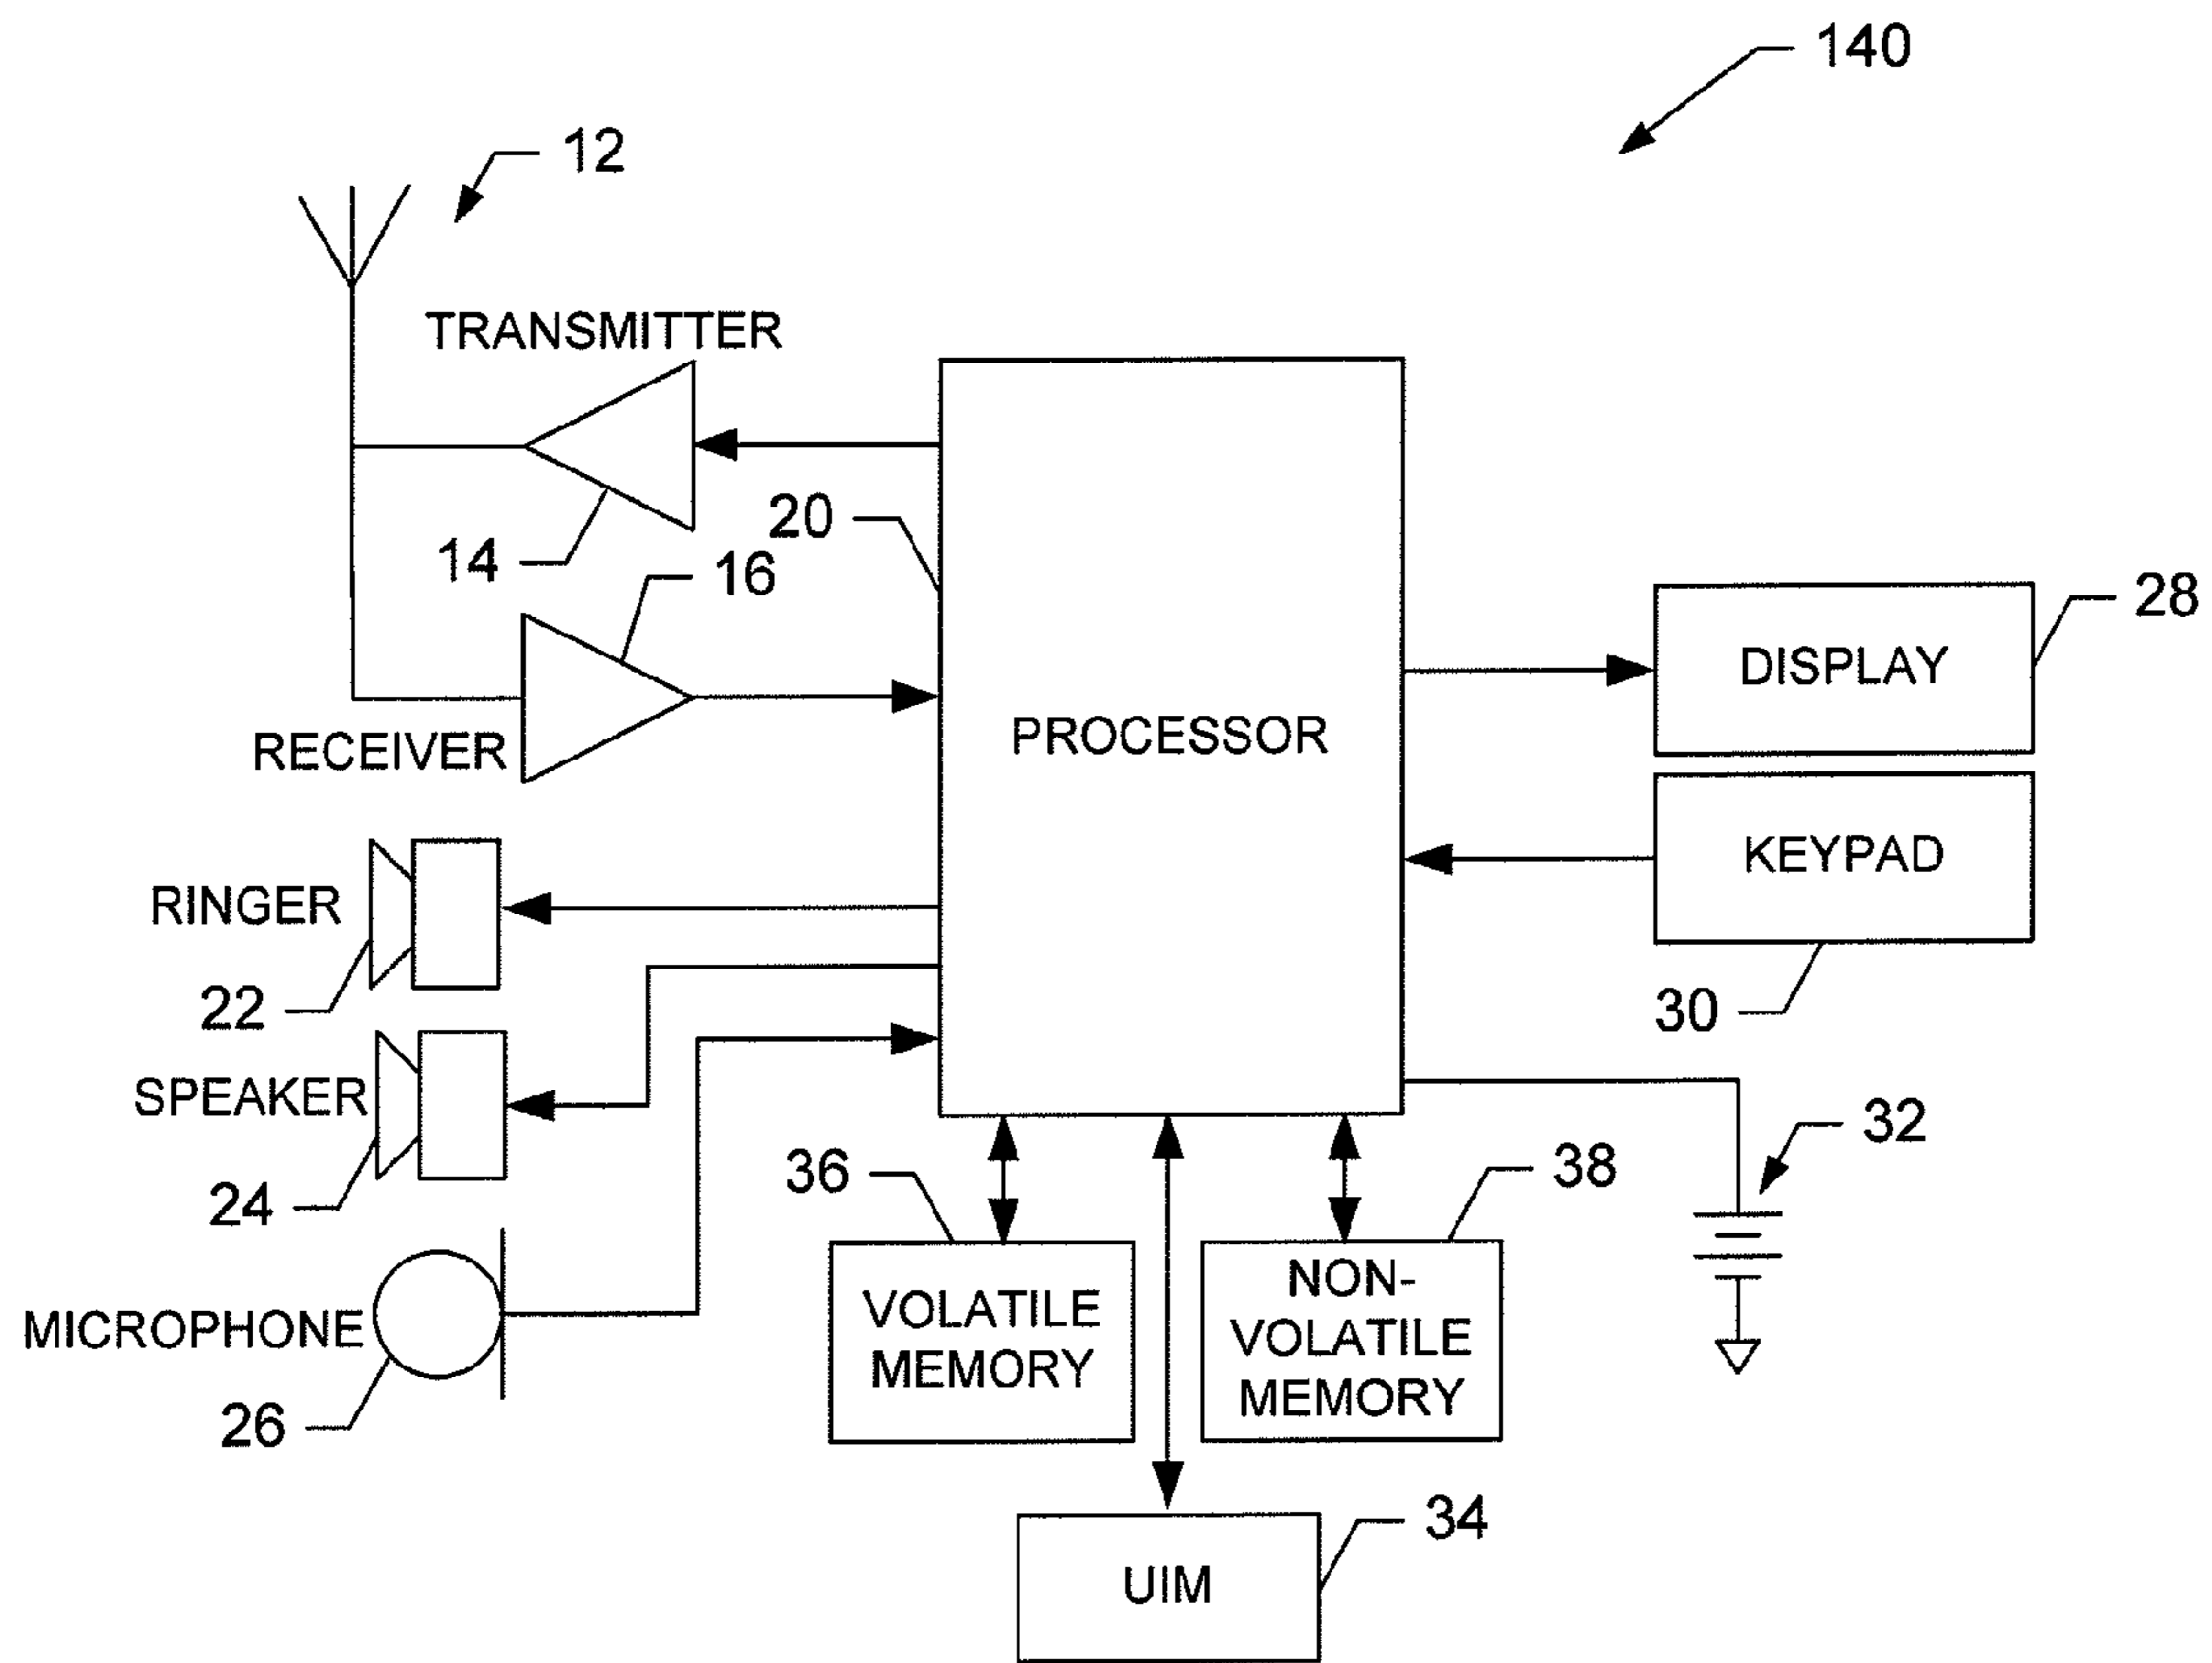 140
12
TRANSMITTER
14
20
16
RECEIVER
PROCESSOR
DISPLAY
28
KEYPAD
30
RINGER
22
SPEAKER
24
MICROPHONE
26
36
VOLATILE
MEMORY
38
NON-
VOLATILE
MEMORY
32
34
UIM